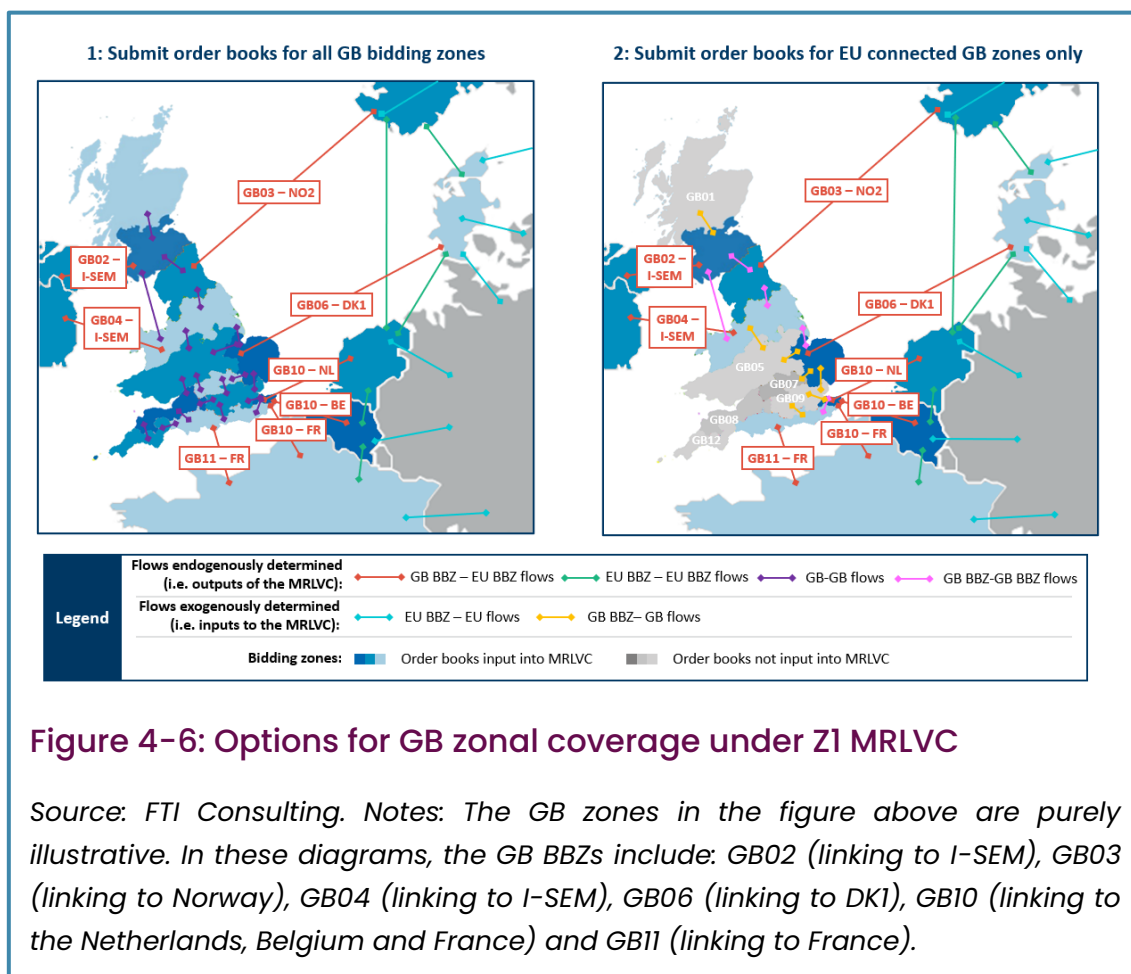 1: Submit order books for all GB bidding zones
GB03 – NO2
GB02 –
I-SEM
GB06 – DK1
GB04 –
I-SEM
GB10 – NL
GB10 – BE
GB10 – FR
GB11 – FR
2: Submit order books for EU connected GB zones only
GB01
GB03 – NO2
GB02 –
I-SEM
GB06 – DK1
GB04 –
I-SEM
GB05
GB10 – NL
GB07
GB09
GB10 – BE
GB08
GB10 – FR
GB12
GB11 – FR
Legend
Flows endogenously determined
(i.e. outputs of the MRLVC):
GB BBZ – EU BBZ flows
EU BBZ – EU BBZ flows
GB-GB flows
GB BBZ-GB BBZ flows
Flows exogenously determined
(i.e. inputs to the MRLVC):
EU BBZ – EU flows
GB BBZ– GB flows
Bidding zones:
Order books input into MRLVC
Order books not input into MRLVC
Figure 4-6: Options for GB zonal coverage under Z1 MRLVC
Source: FTI Consulting. Notes: The GB zones in the figure above are purely
illustrative. In these diagrams, the GB BBZs include: GB02 (linking to I-SEM), GB03
(linking to Norway), GB04 (linking to I-SEM), GB06 (linking to DK1), GB10 (linking to
the Netherlands, Belgium and France) and GB11 (linking to France).